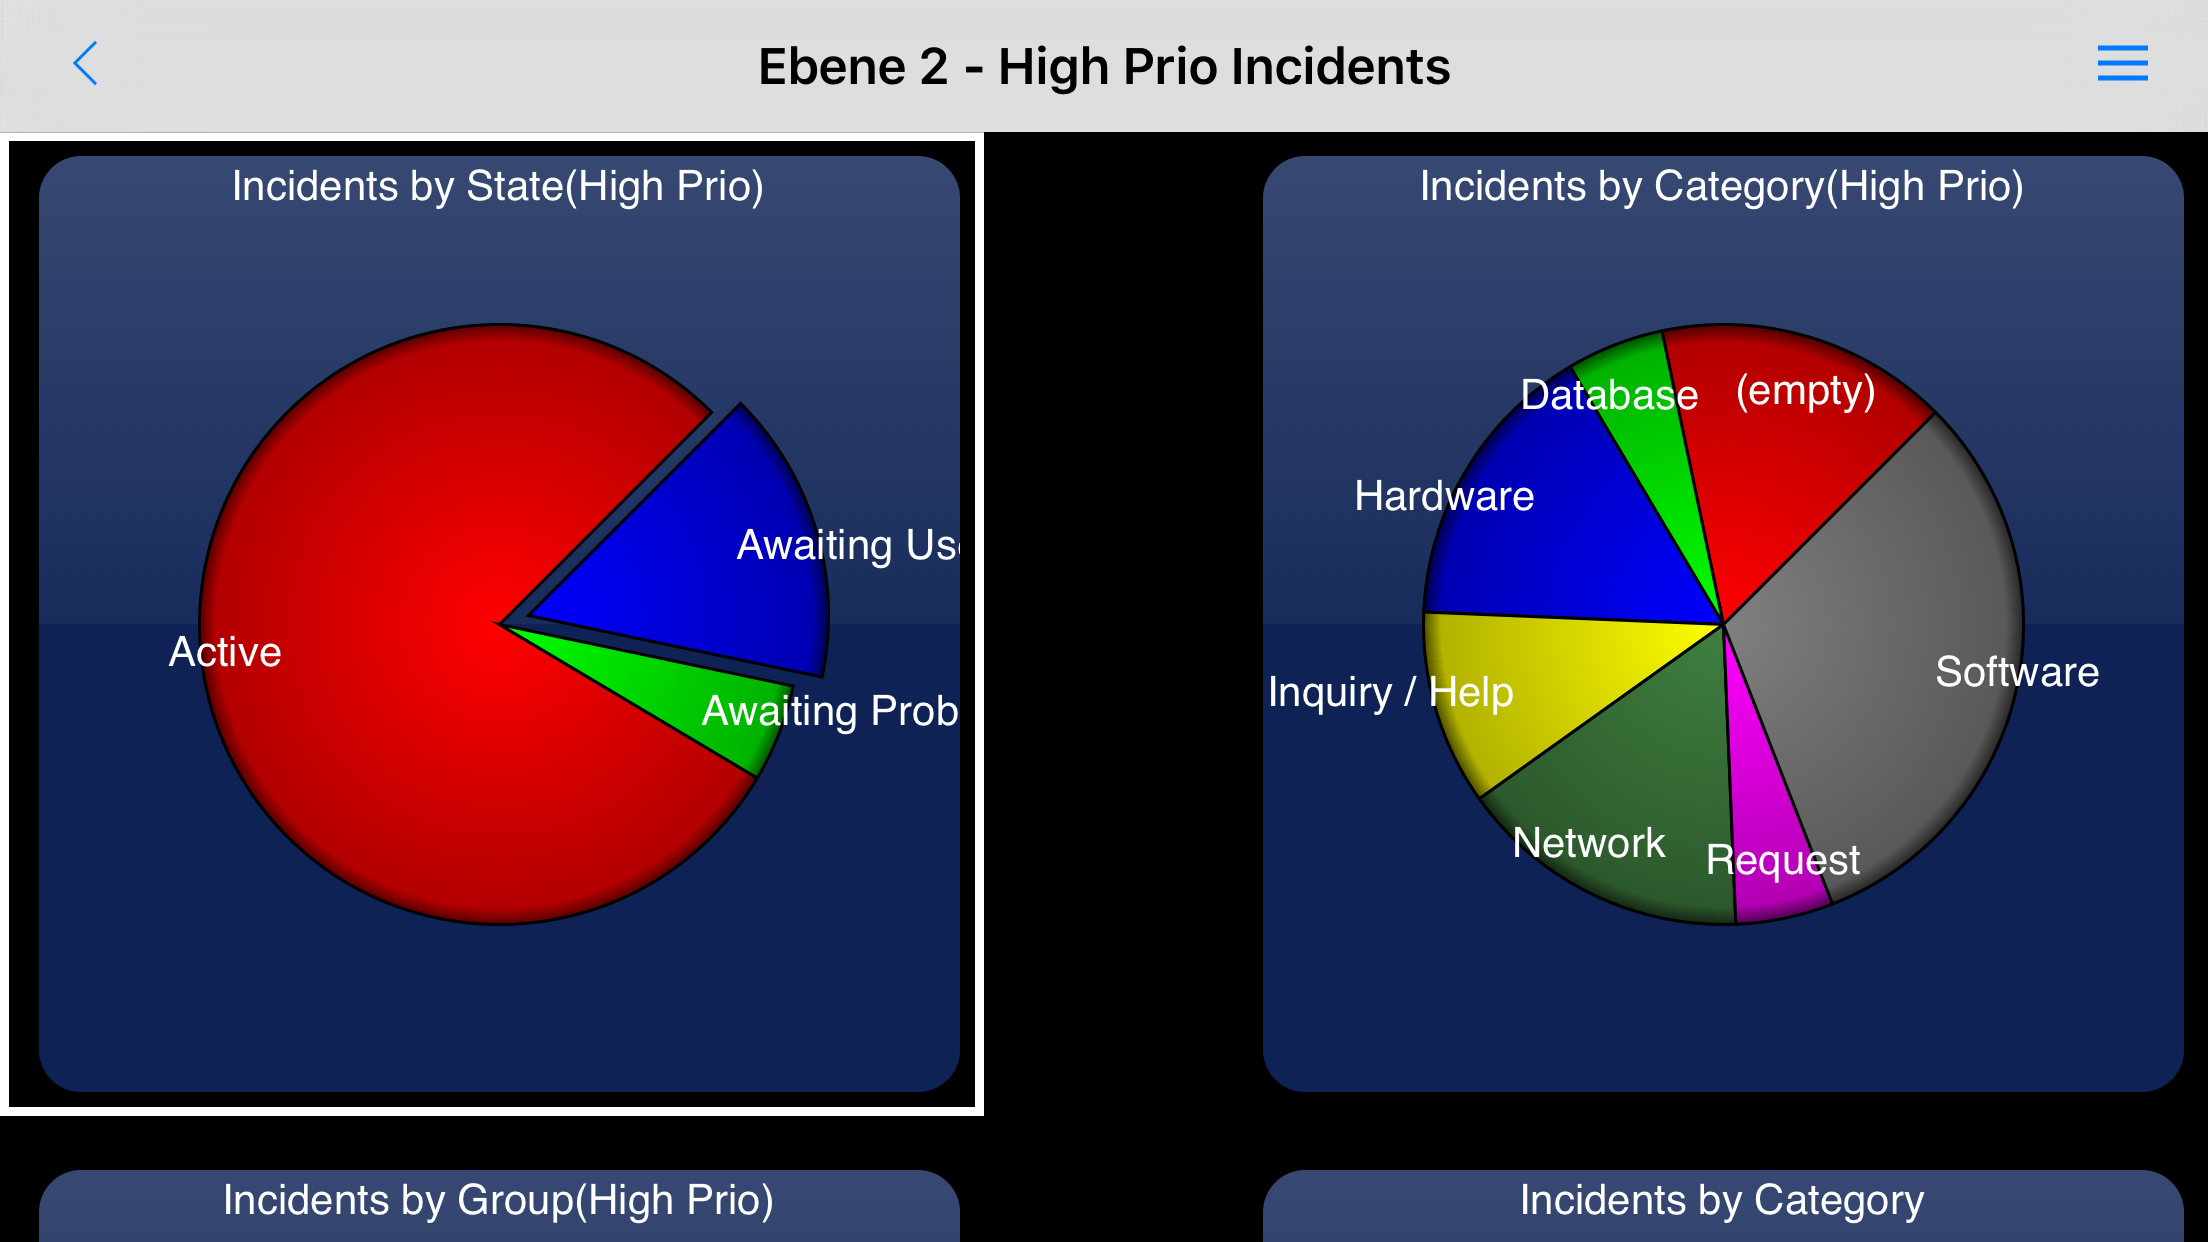 Ebene 2 - High Prio Incidents
Incidents by State(High Prio)
Awaiting Us
Active
Awaiting Prob
Incidents by Category(High Prio)
Database
(empty)
Hardware
Software
Inquiry / Help
Network
Request
Incidents by Group(High Prio)
Incidents by Category